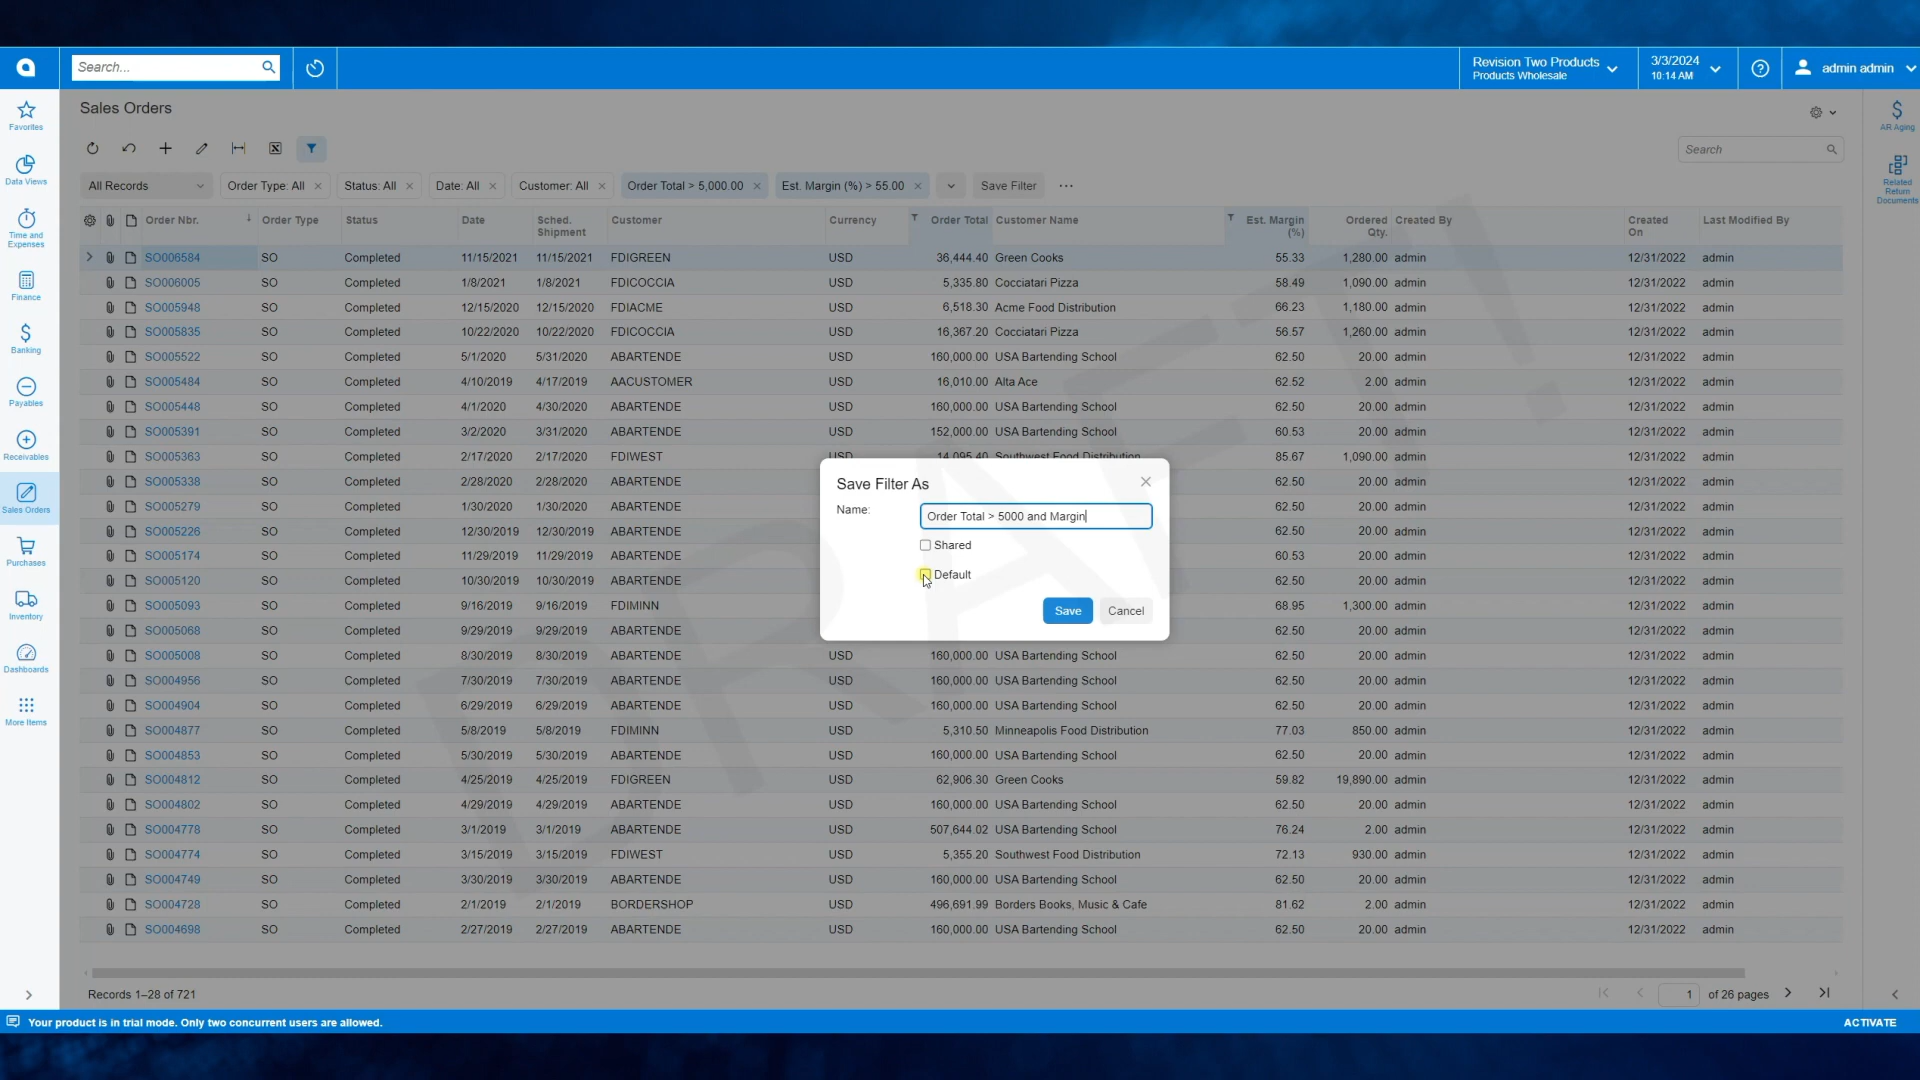 Search...
Revision Two Products
Products Wholesale
3/3/2024
10:14 AM
admin admin
Favorites
Data Views
Time and
Expenses
Finance
Banking
Payables
Receivables
Sales Orders
Purchases
Inventory
Dashboards
More Items
Sales Orders
Search
AR Aging
Related
Return
Documents
All Records
Order Type: All
Status: All
Date: All
Customer: All
Order Total > 5,000.00
Est. Margin (%) > 55.00
Save Filter
Order Nbr. Order Type Status Date Sched. Shipment Customer Currency Order Total Customer Name Est. Margin (%) Ordered Qty. Created By Created On Last Modified By
SO006584 SO Completed 11/15/2021 11/15/2021 FDIGREEN USD 36,444.40 Green Cooks 55.33 1,280.00 admin 12/31/2022 admin
SO006005 SO Completed 1/8/2021 1/8/2021 FDICOCCIA USD 5,335.80 Cocciatari Pizza 58.49 1,090.00 admin 12/31/2022 admin
SO005948 SO Completed 12/15/2020 12/15/2020 FDIACME USD 6,518.30 Acme Food Distribution 66.23 1,180.00 admin 12/31/2022 admin
SO005835 SO Completed 10/22/2020 10/22/2020 FDICOCCIA USD 16,367.20 Cocciatari Pizza 56.57 1,260.00 admin 12/31/2022 admin
SO005522 SO Completed 5/1/2020 5/31/2020 ABARTENDE USD 160,000.00 USA Bartending School 62.50 20.00 admin 12/31/2022 admin
SO005484 SO Completed 4/10/2019 4/17/2019 AACUSTOMER USD 16,010.00 Alta Ace 62.52 2.00 admin 12/31/2022 admin
SO005448 SO Completed 4/1/2020 4/30/2020 ABARTENDE USD 160,000.00 USA Bartending School 62.50 20.00 admin 12/31/2022 admin
SO005391 SO Completed 3/2/2020 3/31/2020 ABARTENDE USD 152,000.00 USA Bartending School 60.53 20.00 admin 12/31/2022 admin
SO005363 SO Completed 2/17/2020 2/17/2020 FDIWEST USD 14,095.40 Southwest Food Distribution 85.67 1,090.00 admin 12/31/2022 admin
SO005338 SO Completed 2/28/2020 2/28/2020 ABARTENDE 62.50 20.00 admin 12/31/2022 admin
SO005279 SO Completed 1/30/2020 1/30/2020 ABARTENDE 62.50 20.00 admin 12/31/2022 admin
SO005226 SO Completed 12/30/2019 12/30/2019 ABARTENDE 62.50 20.00 admin 12/31/2022 admin
SO005174 SO Completed 11/29/2019 11/29/2019 ABARTENDE 60.53 20.00 admin 12/31/2022 admin
SO005120 SO Completed 10/30/2019 10/30/2019 ABARTENDE 62.50 20.00 admin 12/31/2022 admin
SO005093 SO Completed 9/16/2019 9/16/2019 FDIMINN 68.95 1,300.00 admin 12/31/2022 admin
SO005068 SO Completed 9/29/2019 9/29/2019 ABARTENDE 62.50 20.00 admin 12/31/2022 admin
SO005008 SO Completed 8/30/2019 8/30/2019 ABARTENDE USD 160,000.00 USA Bartending School 62.50 20.00 admin 12/31/2022 admin
SO004956 SO Completed 7/30/2019 7/30/2019 ABARTENDE USD 160,000.00 USA Bartending School 62.50 20.00 admin 12/31/2022 admin
SO004904 SO Completed 6/29/2019 6/29/2019 ABARTENDE USD 160,000.00 USA Bartending School 62.50 20.00 admin 12/31/2022 admin
SO004877 SO Completed 5/8/2019 5/8/2019 FDIMINN USD 5,310.50 Minneapolis Food Distribution 77.03 850.00 admin 12/31/2022 admin
SO004853 SO Completed 5/30/2019 5/30/2019 ABARTENDE USD 160,000.00 USA Bartending School 62.50 20.00 admin 12/31/2022 admin
SO004812 SO Completed 4/25/2019 4/25/2019 FDIGREEN USD 62,906.30 Green Cooks 59.82 19,890.00 admin 12/31/2022 admin
SO004802 SO Completed 4/29/2019 4/29/2019 ABARTENDE USD 160,000.00 USA Bartending School 62.50 20.00 admin 12/31/2022 admin
SO004778 SO Completed 3/1/2019 3/1/2019 ABARTENDE USD 507,644.02 USA Bartending School 76.24 2.00 admin 12/31/2022 admin
SO004774 SO Completed 3/15/2019 3/15/2019 FDIWEST USD 5,355.20 Southwest Food Distribution 72.13 930.00 admin 12/31/2022 admin
SO004749 SO Completed 3/30/2019 3/30/2019 ABARTENDE USD 160,000.00 USA Bartending School 62.50 20.00 admin 12/31/2022 admin
SO004728 SO Completed 2/1/2019 2/1/2019 BORDERSHOP USD 496,691.99 Borders Books, Music & Cafe 81.62 2.00 admin 12/31/2022 admin
SO004698 SO Completed 2/27/2019 2/27/2019 ABARTENDE USD 160,000.00 USA Bartending School 62.50 20.00 admin 12/31/2022 admin
DRAFT!
Save Filter As
Name: Order Total > 5000 and Margin
Shared
Default
Save Cancel
Records 1–28 of 721
1 of 26 pages
Your product is in trial mode. Only two concurrent users are allowed.
ACTIVATE